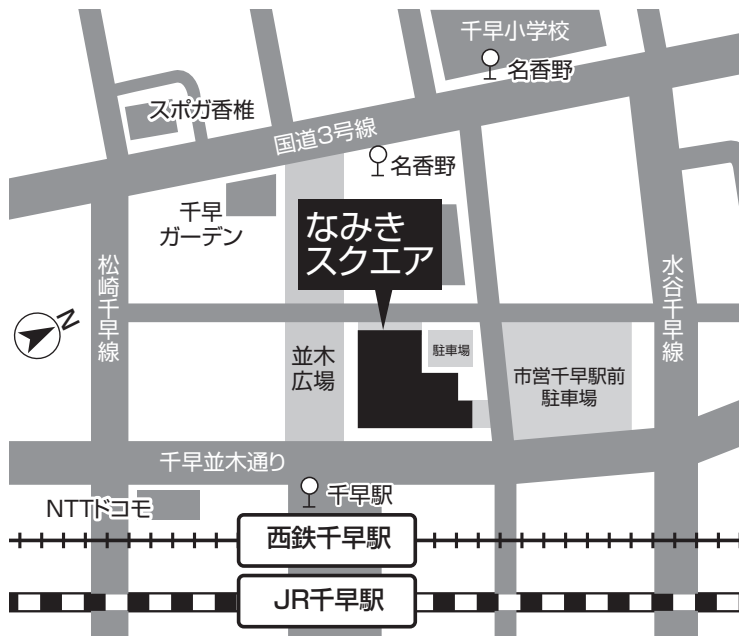 千早小学校
名香野
スポガ香椎
国道3号線
名香野
千早
ガーデン
なみき
スクエア
松崎千早線
水谷千早線
N
並木
広場
駐車場
市営千早駅前
駐車場
千早並木通り
千早駅
NTTドコモ
西鉄千早駅
JR千早駅